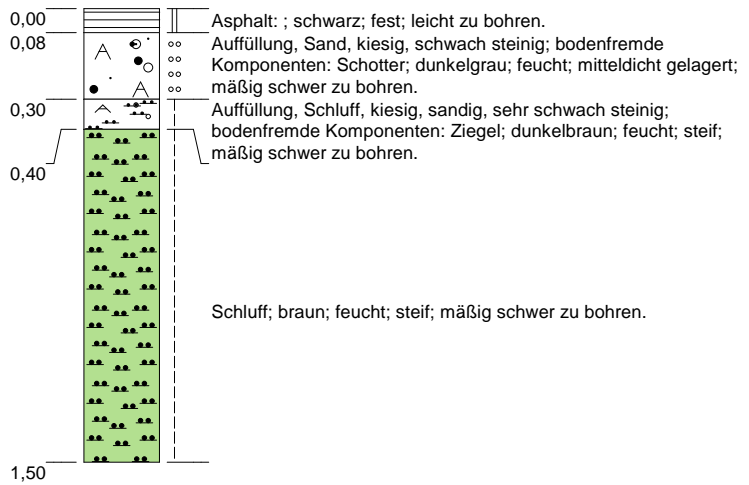 0,00
Asphalt: ; schwarz; fest; leicht zu bohren.
0,08
Auffüllung, Sand, kiesig, schwach steinig; bodenfremde
Komponenten: Schotter; dunkelgrau; feucht; mitteldicht gelagert;
mäßig schwer zu bohren.
0,30
Auffüllung, Schluff, kiesig, sandig, sehr schwach steinig;
bodenfremde Komponenten: Ziegel; dunkelbraun; feucht; steif;
mäßig schwer zu bohren.
0,40
Schluff; braun; feucht; steif; mäßig schwer zu bohren.
1,50